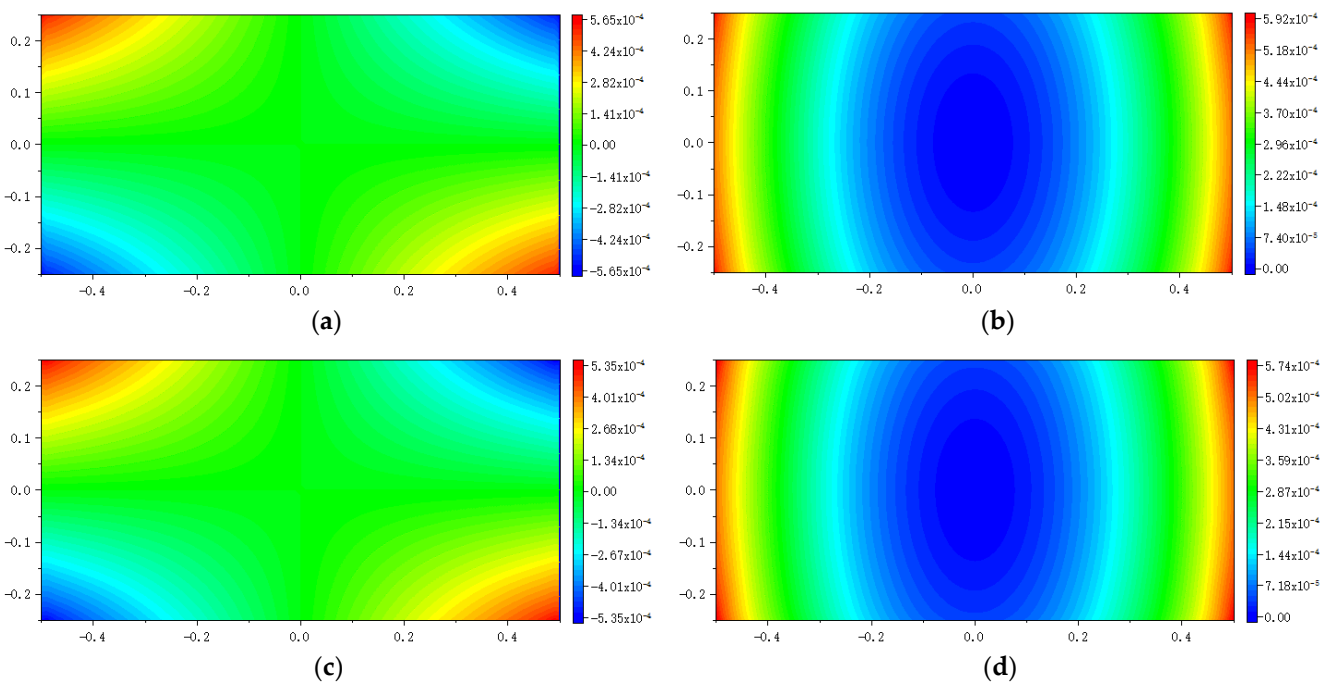 0.2
0.1
0.0
-0.1
-0.2
-0.4
-0.2
0.0
0.2
0.4
5.65x10⁻⁴
4.24x10⁻⁴
2.82x10⁻⁴
1.41x10⁻⁴
0.00
-1.41x10⁻⁴
-2.82x10⁻⁴
-4.24x10⁻⁴
-5.65x10⁻⁴
(a)
0.2
0.1
0.0
-0.1
-0.2
-0.4
-0.2
0.0
0.2
0.4
5.92x10⁻⁴
5.18x10⁻⁴
4.44x10⁻⁴
3.70x10⁻⁴
2.96x10⁻⁴
2.22x10⁻⁴
1.48x10⁻⁴
7.40x10⁻⁵
0.00
(b)
0.2
0.1
0.0
-0.1
-0.2
-0.4
-0.2
0.0
0.2
0.4
5.35x10⁻⁴
4.01x10⁻⁴
2.68x10⁻⁴
1.34x10⁻⁴
0.00
-1.34x10⁻⁴
-2.67x10⁻⁴
-4.01x10⁻⁴
-5.35x10⁻⁴
(c)
0.2
0.1
0.0
-0.1
-0.2
-0.4
-0.2
0.0
0.2
0.4
5.74x10⁻⁴
5.02x10⁻⁴
4.31x10⁻⁴
3.59x10⁻⁴
2.87x10⁻⁴
2.15x10⁻⁴
1.44x10⁻⁴
7.18x10⁻⁵
0.00
(d)